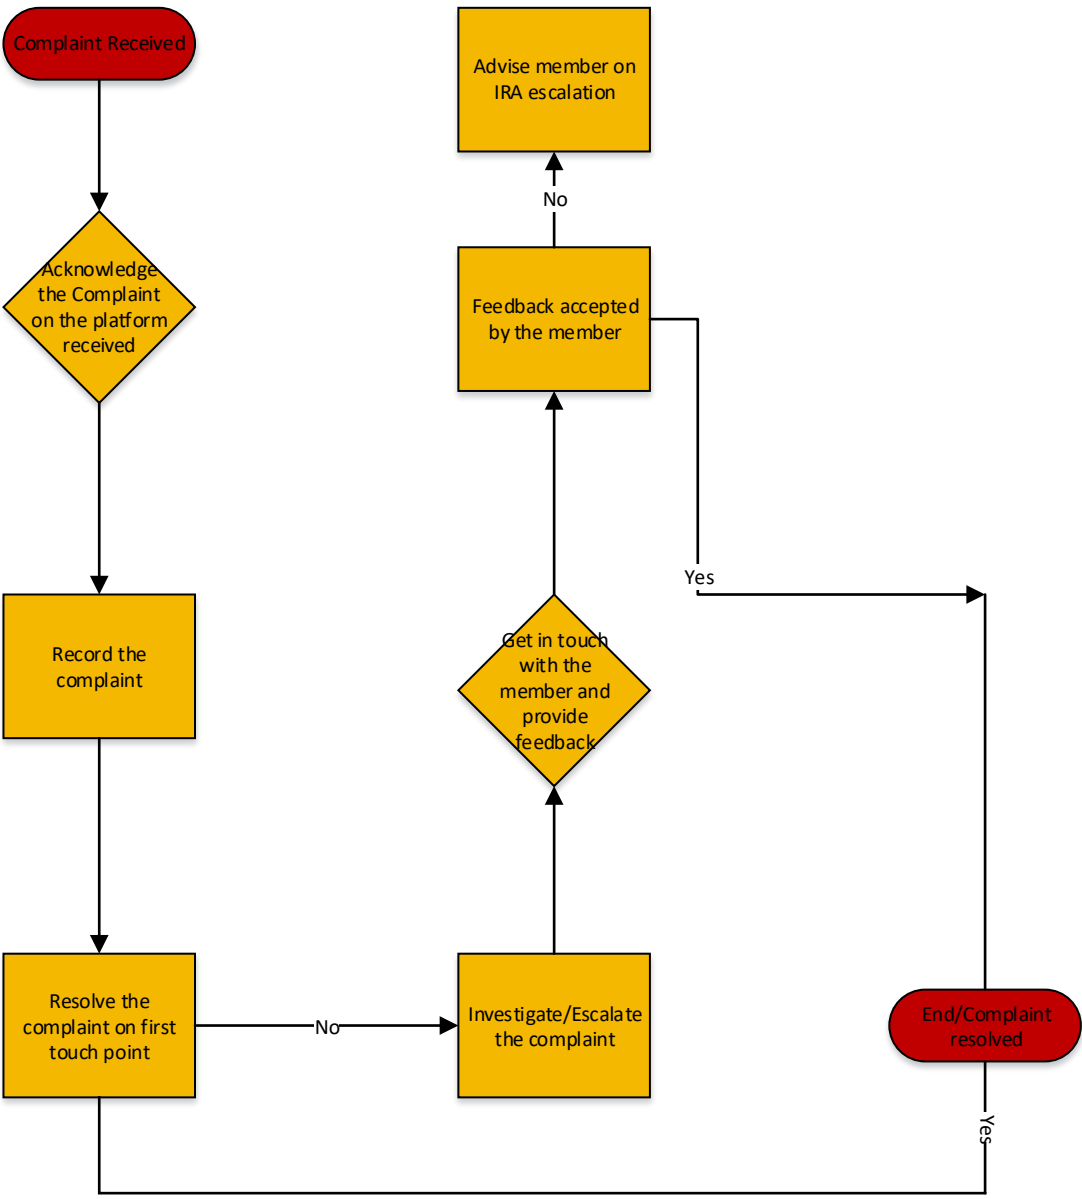 Complaint Received
Acknowledge
the Complaint
on the platform
received
Record the
complaint
Resolve the
complaint on first
touch point
No
Investigate/Escalate
the complaint
Get in touch
with the
member and
provide
feedback
Feedback accepted
by the member
No
Advise member on
IRA escalation
Yes
End/Complaint
resolved
Yes